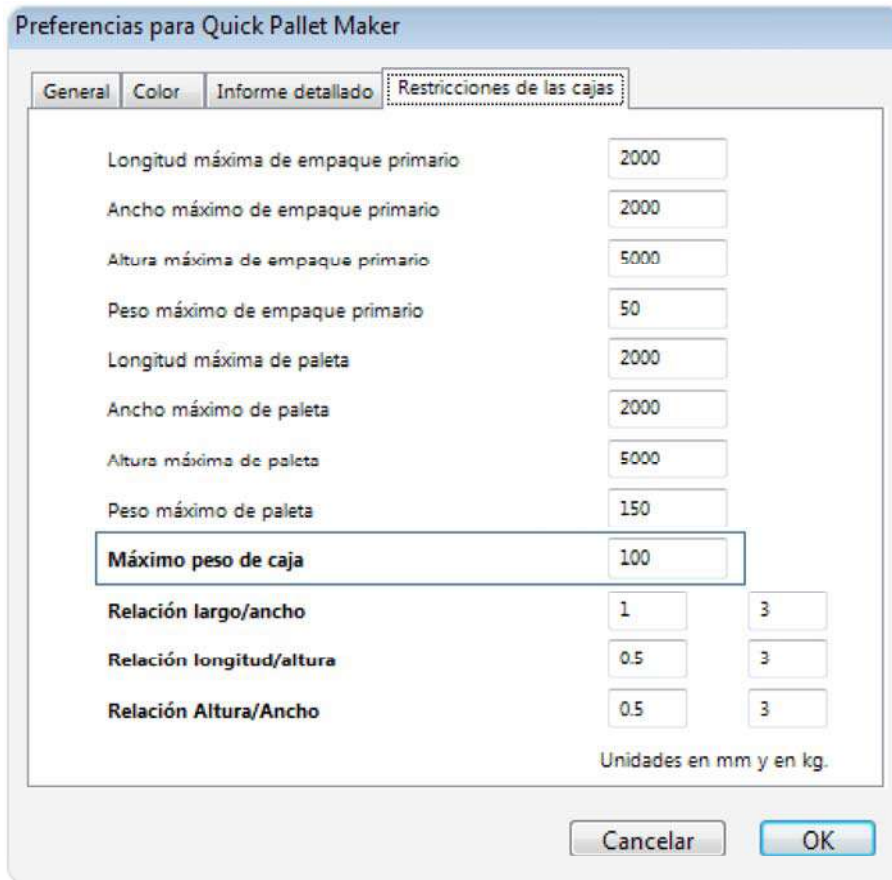 Preferencias para Quick Pallet Maker
General Color Informe detallado Restricciones de las cajas
Longitud máxima de empaque primario 2000
Ancho máximo de empaque primario 2000
Altura máxima de empaque primario 5000
Peso máximo de empaque primario 50
Longitud máxima de paleta 2000
Ancho máximo de paleta 2000
Altura máxima de paleta 5000
Peso máximo de paleta 150
Máximo peso de caja 100
Relación largo/ancho 1 3
Relación longitud/altura 0.5 3
Relación Altura/Ancho 0.5 3
Unidades en mm y en kg.
Cancelar OK